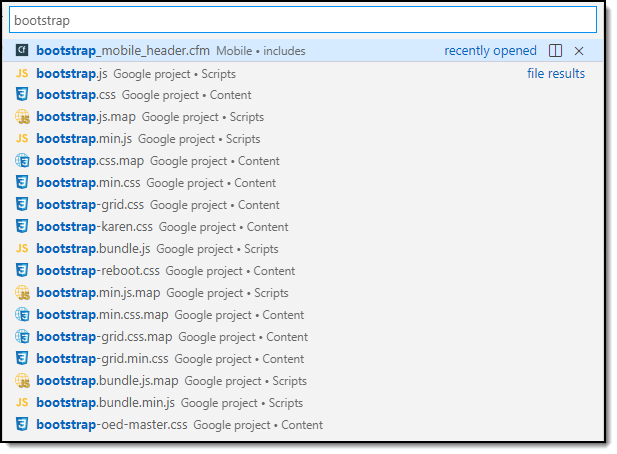 bootstrap
Cf bootstrap_mobile_header.cfm Mobile • includes recently opened
JS bootstrap.js Google project • Scripts file results
bootstrap.css Google project • Content
JS bootstrap.js.map Google project • Scripts
JS bootstrap.min.js Google project • Scripts
bootstrap.css.map Google project • Content
bootstrap.min.css Google project • Content
bootstrap-grid.css Google project • Content
bootstrap-karen.css Google project • Content
JS bootstrap.bundle.js Google project • Scripts
bootstrap-reboot.css Google project • Content
JS bootstrap.min.js.map Google project • Scripts
bootstrap.min.css.map Google project • Content
bootstrap-grid.css.map Google project • Content
bootstrap-grid.min.css Google project • Content
JS bootstrap.bundle.js.map Google project • Scripts
JS bootstrap.bundle.min.js Google project • Scripts
bootstrap-oed-master.css Google project • Content